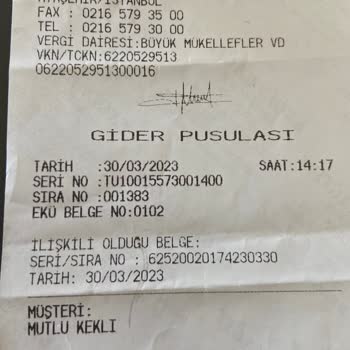 ATAŞEHİR/İSTANBUL
FAX : 0216 579 35 00
TEL : 0216 579 30 00
VERGİ DAİRESİ:BÜYÜK MÜKELLEFLER VD
VKN/TCKN:6220529513
0622052951300016
GİDER PUSULASI
TARİH :30/03/2023 SAAT:14:17
SERİ NO :TU10015573001400
SIRA NO :001383
EKÜ BELGE NO:0102
İLİŞKİLİ OLDUĞU BELGE:
SERİ/SIRA NO : 62520020174230330
TARİH: 30/03/2023
MÜŞTERİ:
MUTLU KEKLİ